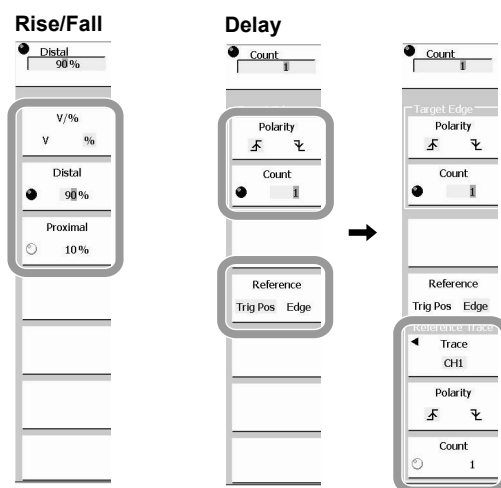 Rise/Fall
Distal
90%
V/%
V %
Distal
90%
Proximal
10%
Delay
Count
1
Polarity
Count
1
Reference
Trig Pos Edge
Count
1
Target Edge
Polarity
Count
1
Reference
Trig Pos Edge
Reference Trace
Trace
CH1
Polarity
Count
1